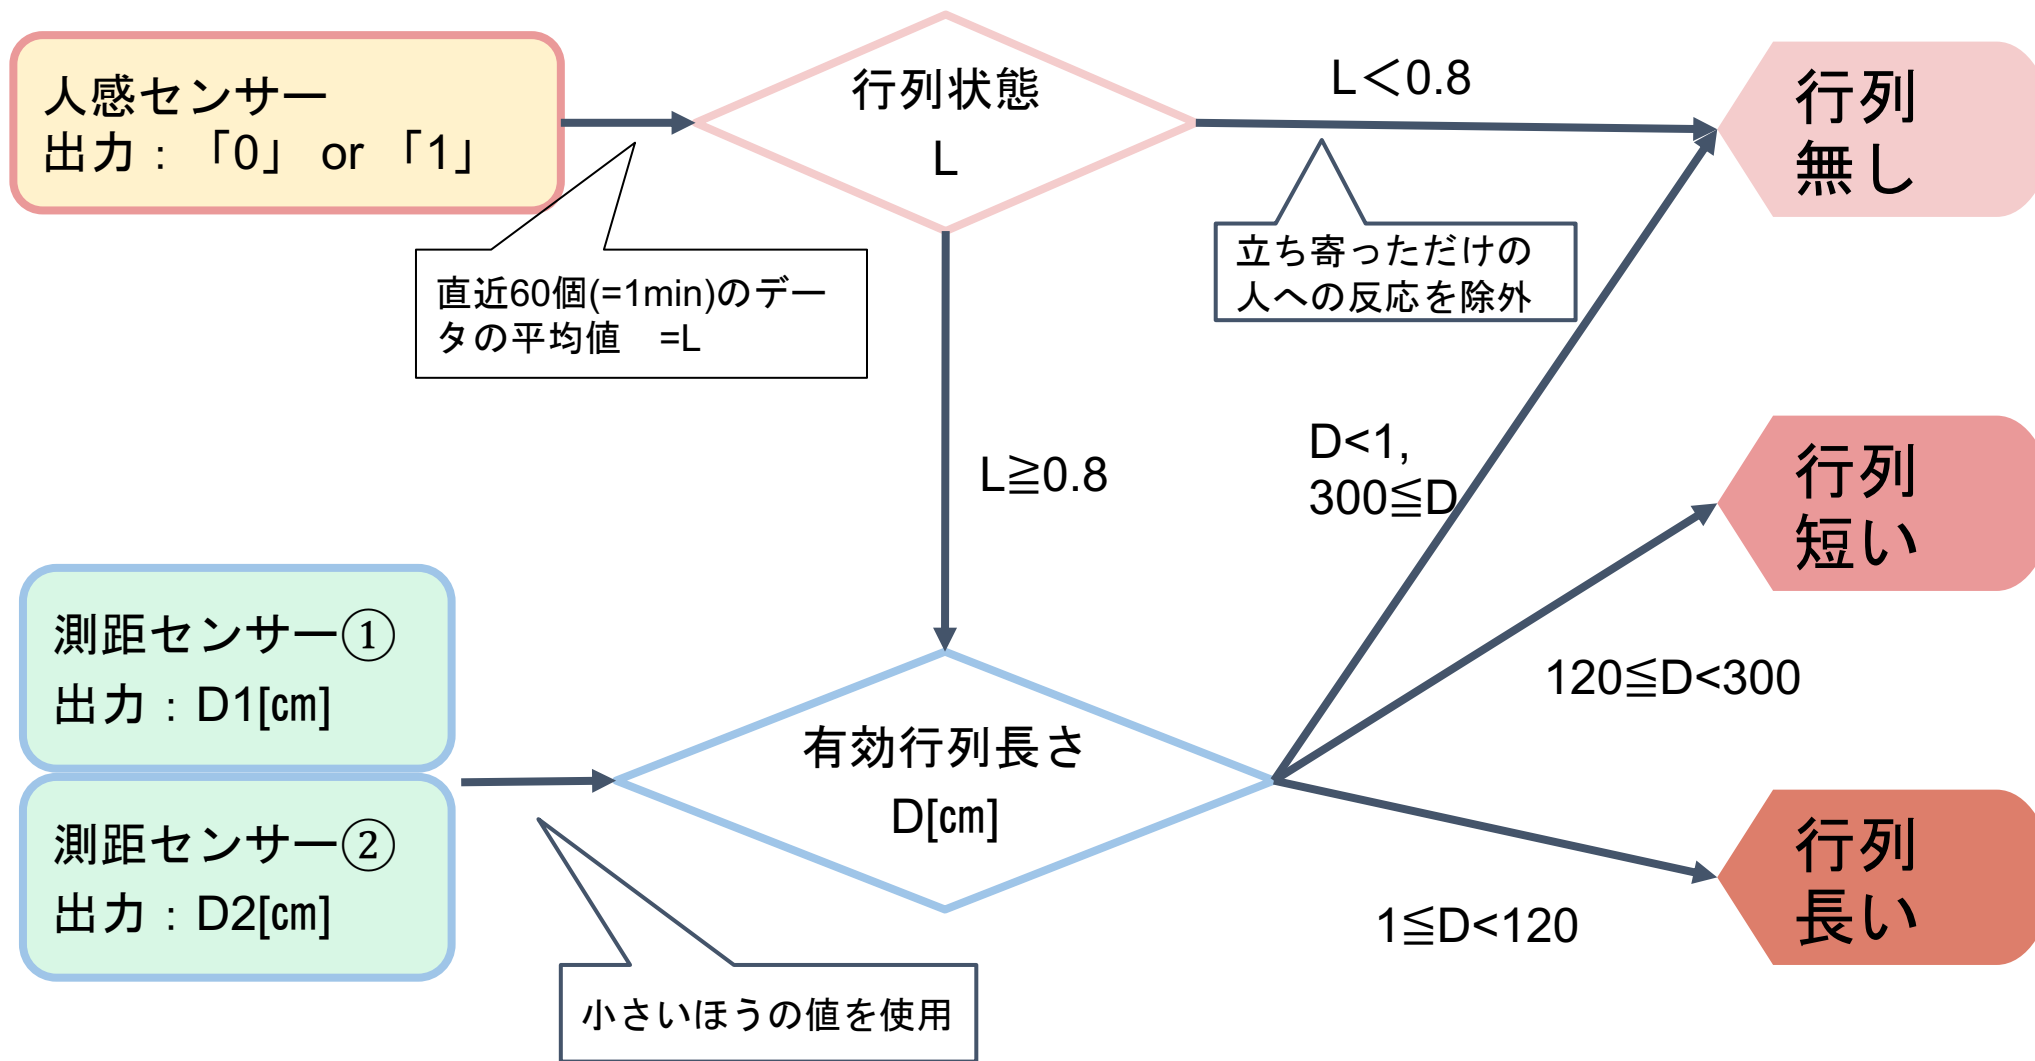 人感センサー
出力：「0」 or 「1」
行列状態
L
L＜0.8
行列
無し
直近60個(=1min)のデー
タの平均値　=L
立ち寄っただけの
人への反応を除外
L≧0.8
D<1,
300≦D
行列
短い
測距センサー①
出力：D1[㎝]
測距センサー②
出力：D2[㎝]
有効行列長さ
D[㎝]
120≦D<300
1≦D<120
行列
長い
小さいほうの値を使用